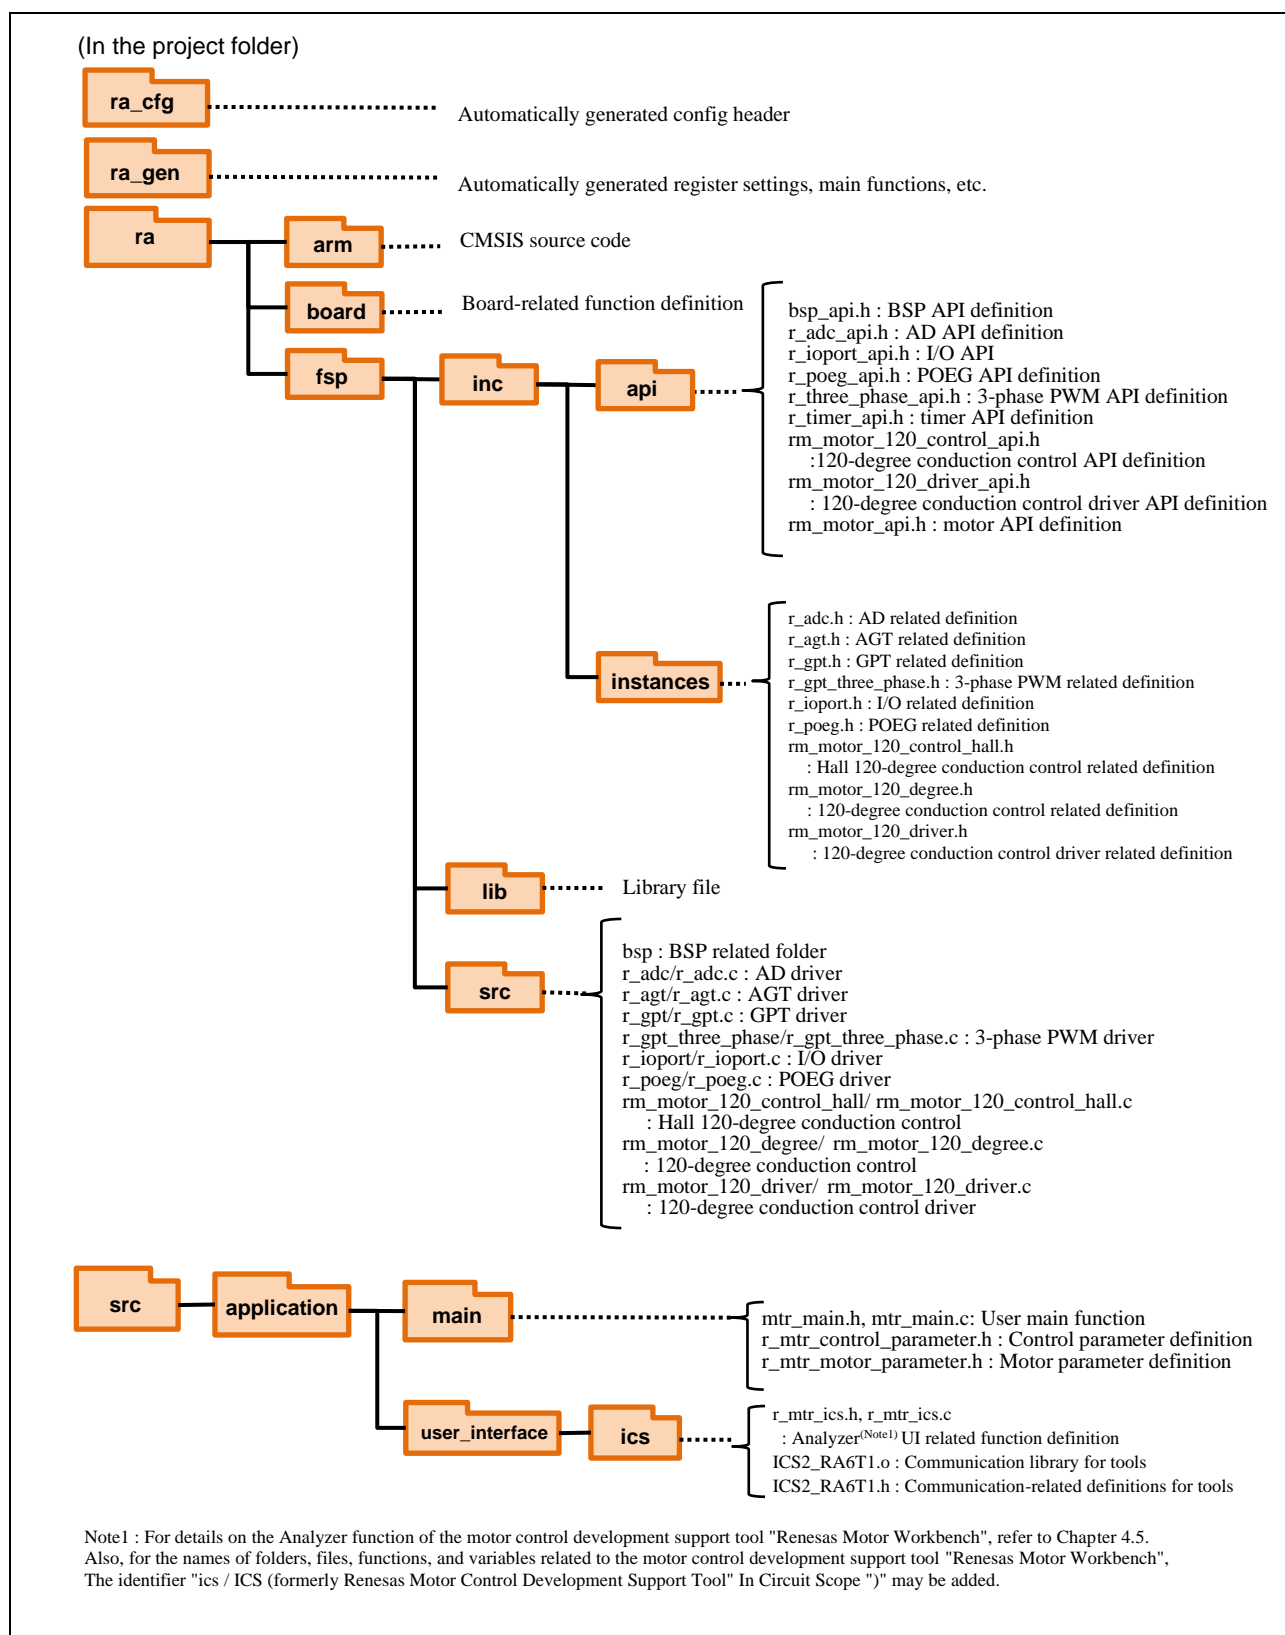 (In the project folder)
ra_cfg
Automatically generated config header
ra_gen
Automatically generated register settings, main functions, etc.
ra
arm
CMSIS source code
board
Board-related function definition
fsp
inc
api
bsp_api.h : BSP API definition
r_adc_api.h : AD API definition
r_ioport_api.h : I/O API
r_poeg_api.h : POEG API definition
r_three_phase_api.h : 3-phase PWM API definition
r_timer_api.h : timer API definition
rm_motor_120_control_api.h
:120-degree conduction control API definition
rm_motor_120_driver_api.h
: 120-degree conduction control driver API definition
rm_motor_api.h : motor API definition
instances
r_adc.h : AD related definition
r_agt.h : AGT related definition
r_gpt.h : GPT related definition
r_gpt_three_phase.h : 3-phase PWM related definition
r_ioport.h : I/O related definition
r_poeg.h : POEG related definition
rm_motor_120_control_hall.h
: Hall 120-degree conduction control related definition
rm_motor_120_degree.h
: 120-degree conduction control related definition
rm_motor_120_driver.h
: 120-degree conduction control driver related definition
lib
Library file
src
bsp : BSP related folder
r_adc/r_adc.c : AD driver
r_agt/r_agt.c : AGT driver
r_gpt/r_gpt.c : GPT driver
r_gpt_three_phase/r_gpt_three_phase.c : 3-phase PWM driver
r_ioport/r_ioport.c : I/O driver
r_poeg/r_poeg.c : POEG driver
rm_motor_120_control_hall/ rm_motor_120_control_hall.c
: Hall 120-degree conduction control
rm_motor_120_degree/ rm_motor_120_degree.c
: 120-degree conduction control
rm_motor_120_driver/ rm_motor_120_driver.c
: 120-degree conduction control driver
src
application
main
mtr_main.h, mtr_main.c: User main function
r_mtr_control_parameter.h : Control parameter definition
r_mtr_motor_parameter.h : Motor parameter definition
user_interface
ics
r_mtr_ics.h, r_mtr_ics.c
: Analyzer(Note1) UI related function definition
ICS2_RA6T1.o : Communication library for tools
ICS2_RA6T1.h : Communication-related definitions for tools
Note1 : For details on the Analyzer function of the motor control development support tool "Renesas Motor Workbench", refer to Chapter 4.5.
Also, for the names of folders, files, functions, and variables related to the motor control development support tool "Renesas Motor Workbench",
The identifier "ics / ICS (formerly Renesas Motor Control Development Support Tool" In Circuit Scope ")" may be added.